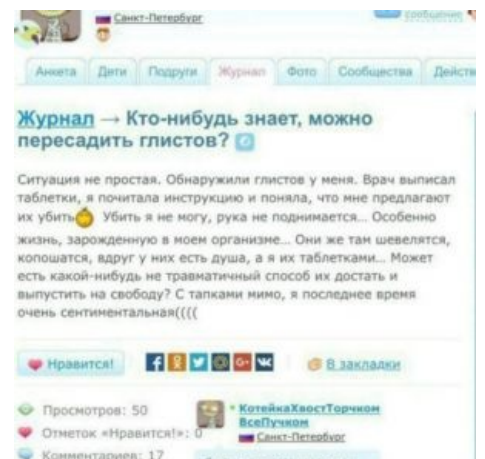 Санкт-Петербург
сообщение
Анкета Дети Подруги Журнал Фото Сообщества Действ
Журнал → Кто-нибудь знает, можно
пересадить глистов?
Ситуация не простая. Обнаружили глистов у меня. Врач выписал
таблетки, я почитала инструкцию и поняла, что мне предлагают
их убить Убить я не могу, рука не поднимается... Особенно
жизнь, зарожденную в моем организме... Они же там шевелятся,
копошатся, вдруг у них есть душа, а я их таблетками... Может
есть какой-нибудь не травматичный способ их достать и
выпустить на свободу? С тапками мимо, я последнее время
очень сентиментальная((((
Нравится! В закладки
Просмотров: 50
Отметок «Нравится!»: 0
Комментариев: 17
КотейкаХвостТорчком
ВсеПучком
Санкт-Петербург